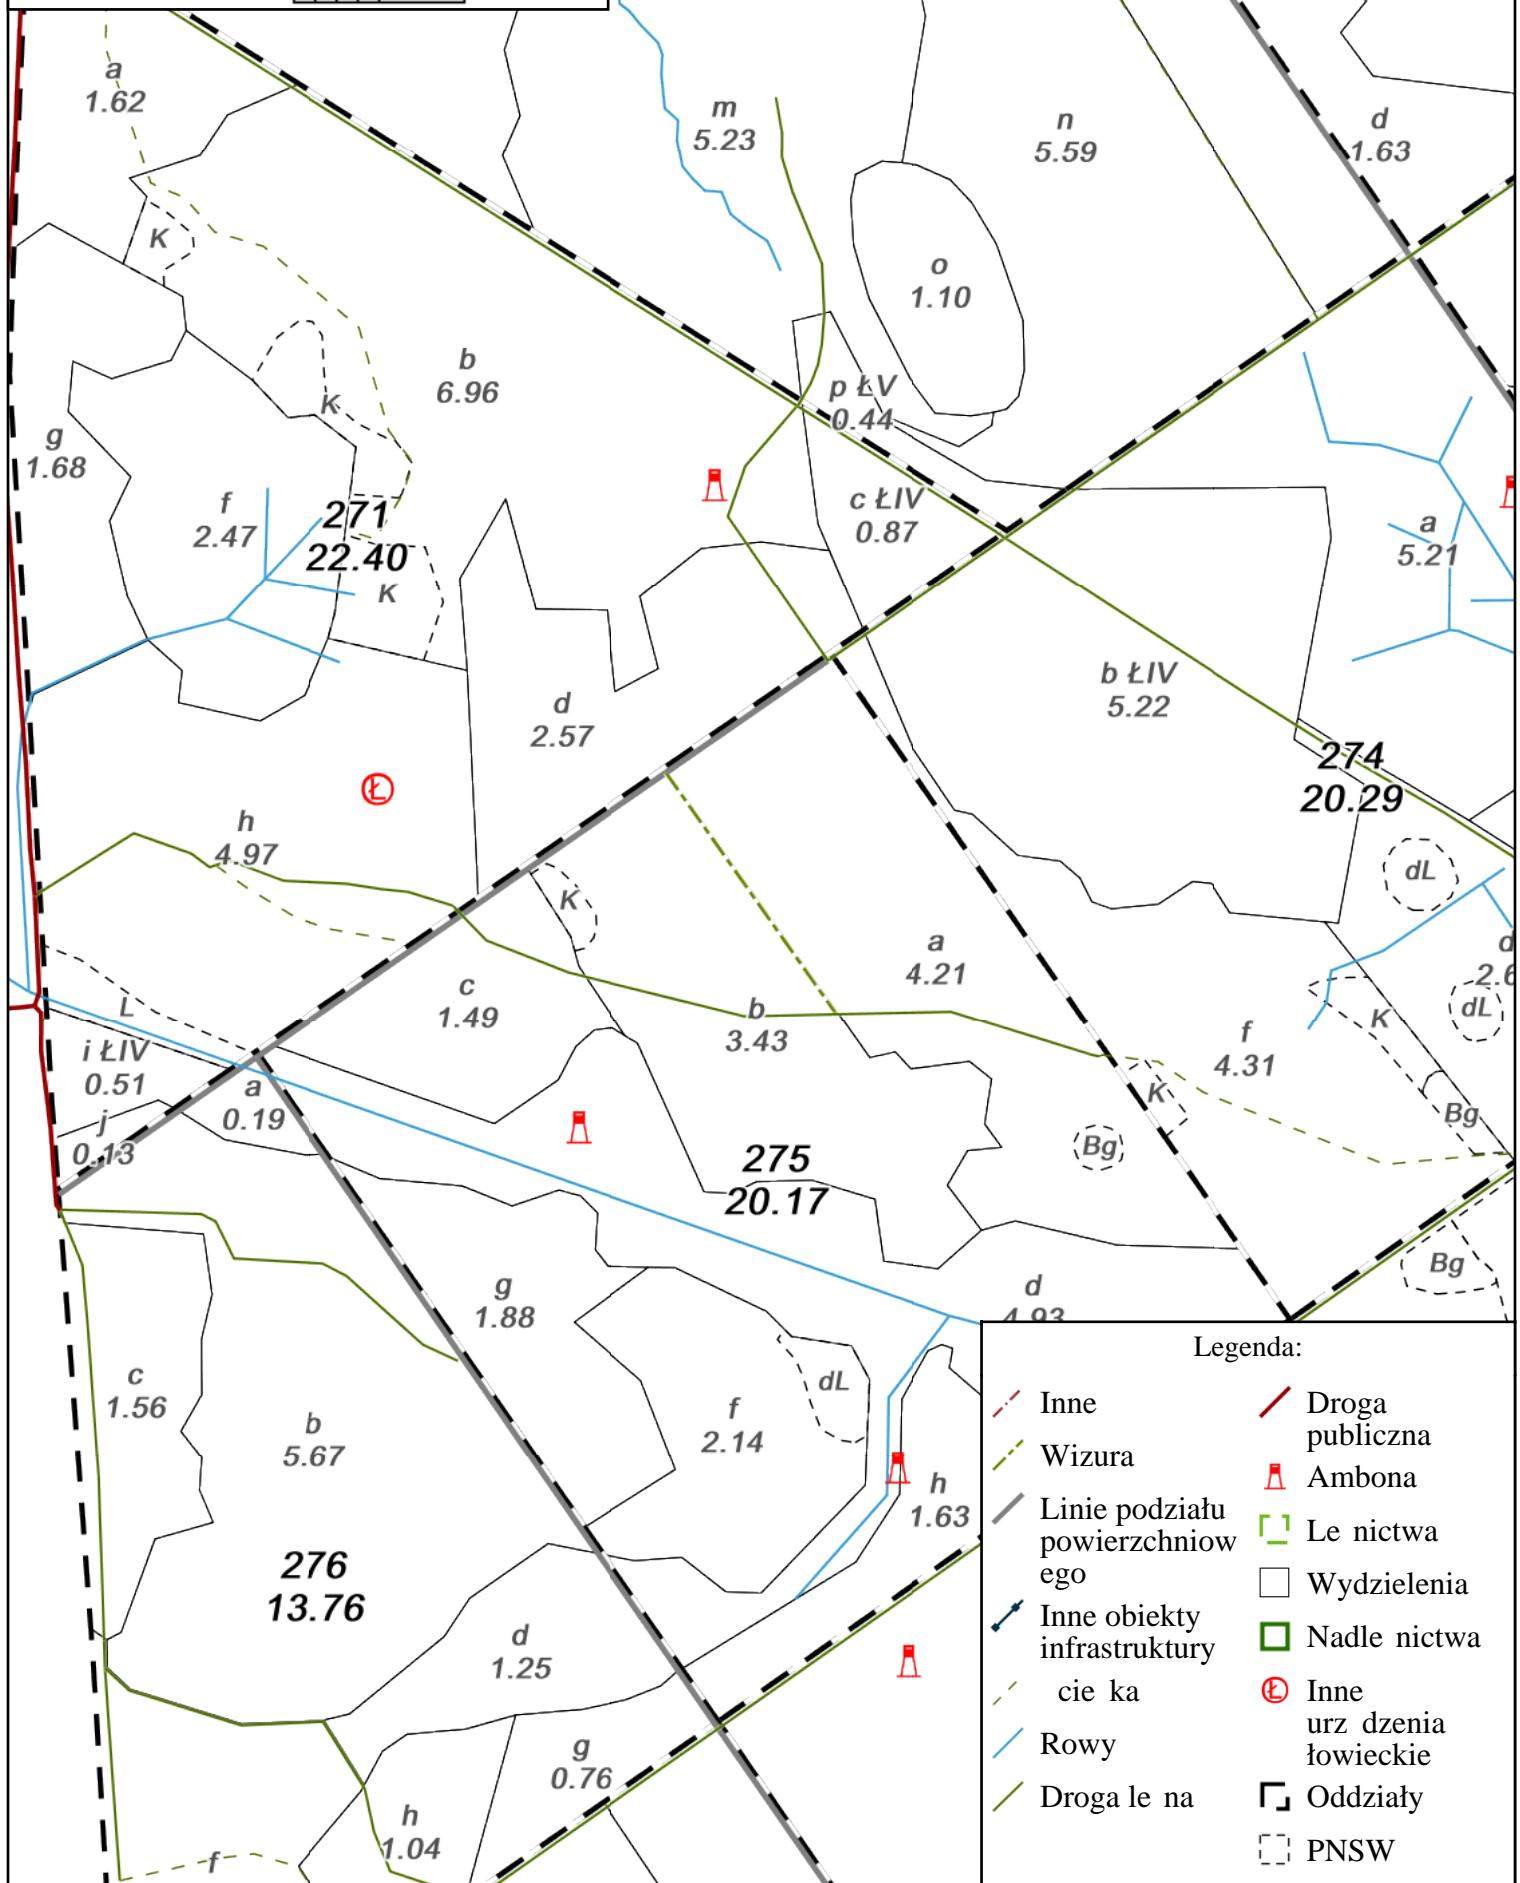 a
1.62
m
5.23
n
5.59
d
1.63
K
o
1.10
b
6.96
K
p ŁV
0.44
g
1.68
f
2.47
271
22.40
c ŁIV
0.87
a
5.21
K
d
2.57
b ŁIV
5.22
274
20.29
Ł
h
4.97
dL
K
a
4.21
c
1.49
b
3.43
L
dL
K
f
4.31
i ŁIV
0.51
a
0.19
K
Bg
j
0.13
Bg
275
20.17
Bg
g
1.88
d
4.93
c
1.56
b
5.67
dL
f
2.14
h
1.63
276
13.76
d
1.25
g
0.76
h
1.04
f
Legenda:
Inne
Wizura
Linie podziału
powierzchniow
ego
Inne obiekty
infrastruktury
cie ka
Rowy
Droga le na
Droga
publiczna
Ambona
Le nictwa
Wydzielenia
Nadle nictwa
Ł Inne
urz dzenia
łowieckie
Oddziały
PNSW